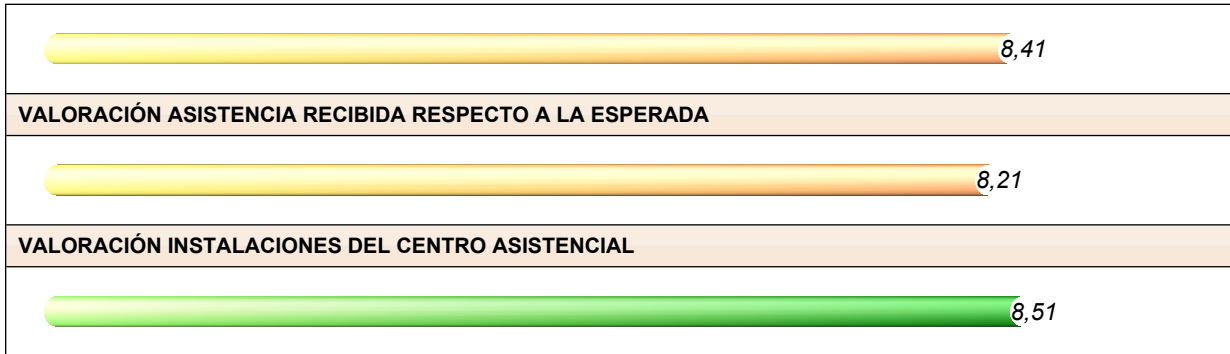 8,41
VALORACIÓN ASISTENCIA RECIBIDA RESPECTO A LA ESPERADA
8,21
VALORACIÓN INSTALACIONES DEL CENTRO ASISTENCIAL
8,51